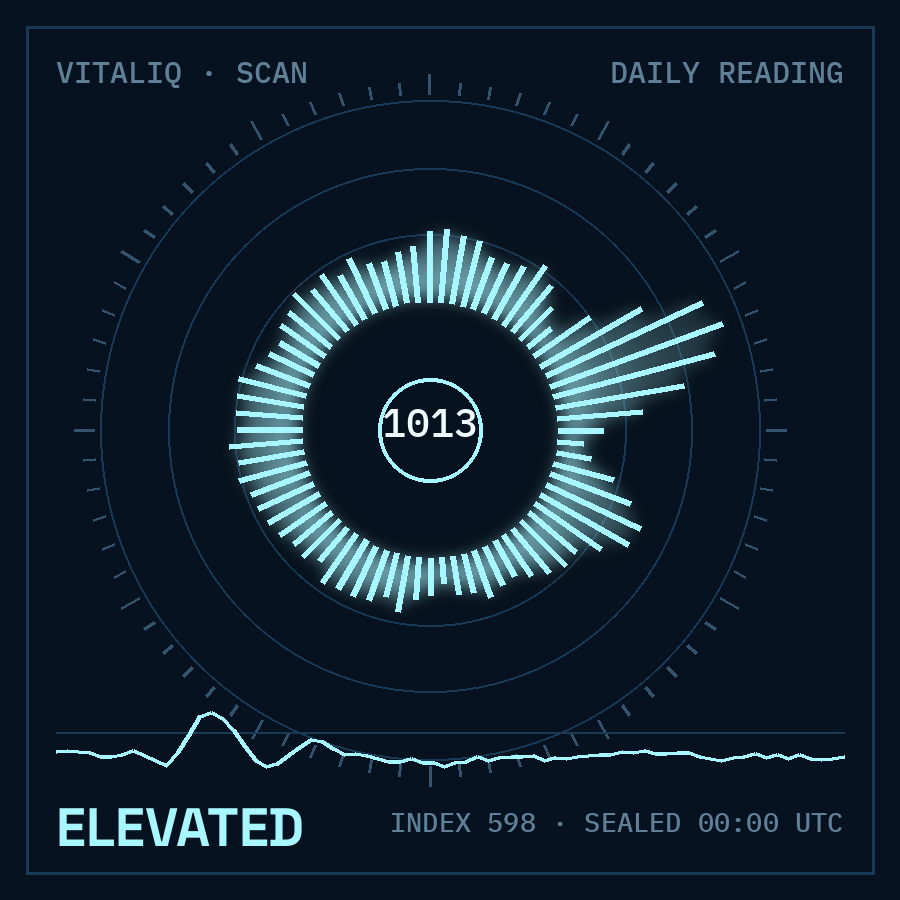 VITALIQ · SCAN
DAILY READING
1013
ELEVATED
INDEX 598 · SEALED 00:00 UTC